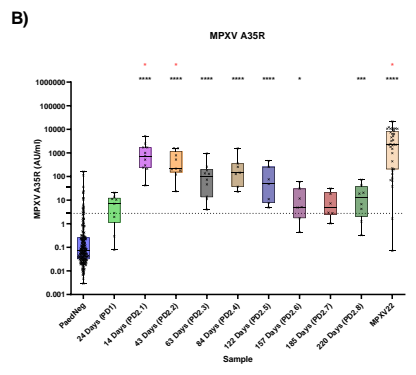 B)
MPXV A35R
* * *
**** **** **** **** **** * *** ****
MPXV A35R (AU/ml)
1000000
100000
10000
1000
100
10
1
0.1
0.01
0.001
PaedNeg
24 Days (PD1)
14 Days (PD2.1)
43 Days (PD2.2)
63 Days (PD2.3)
84 Days (PD2.4)
122 Days (PD2.5)
157 Days (PD2.6)
185 Days (PD2.7)
220 Days (PD2.8)
MPXV22
Sample